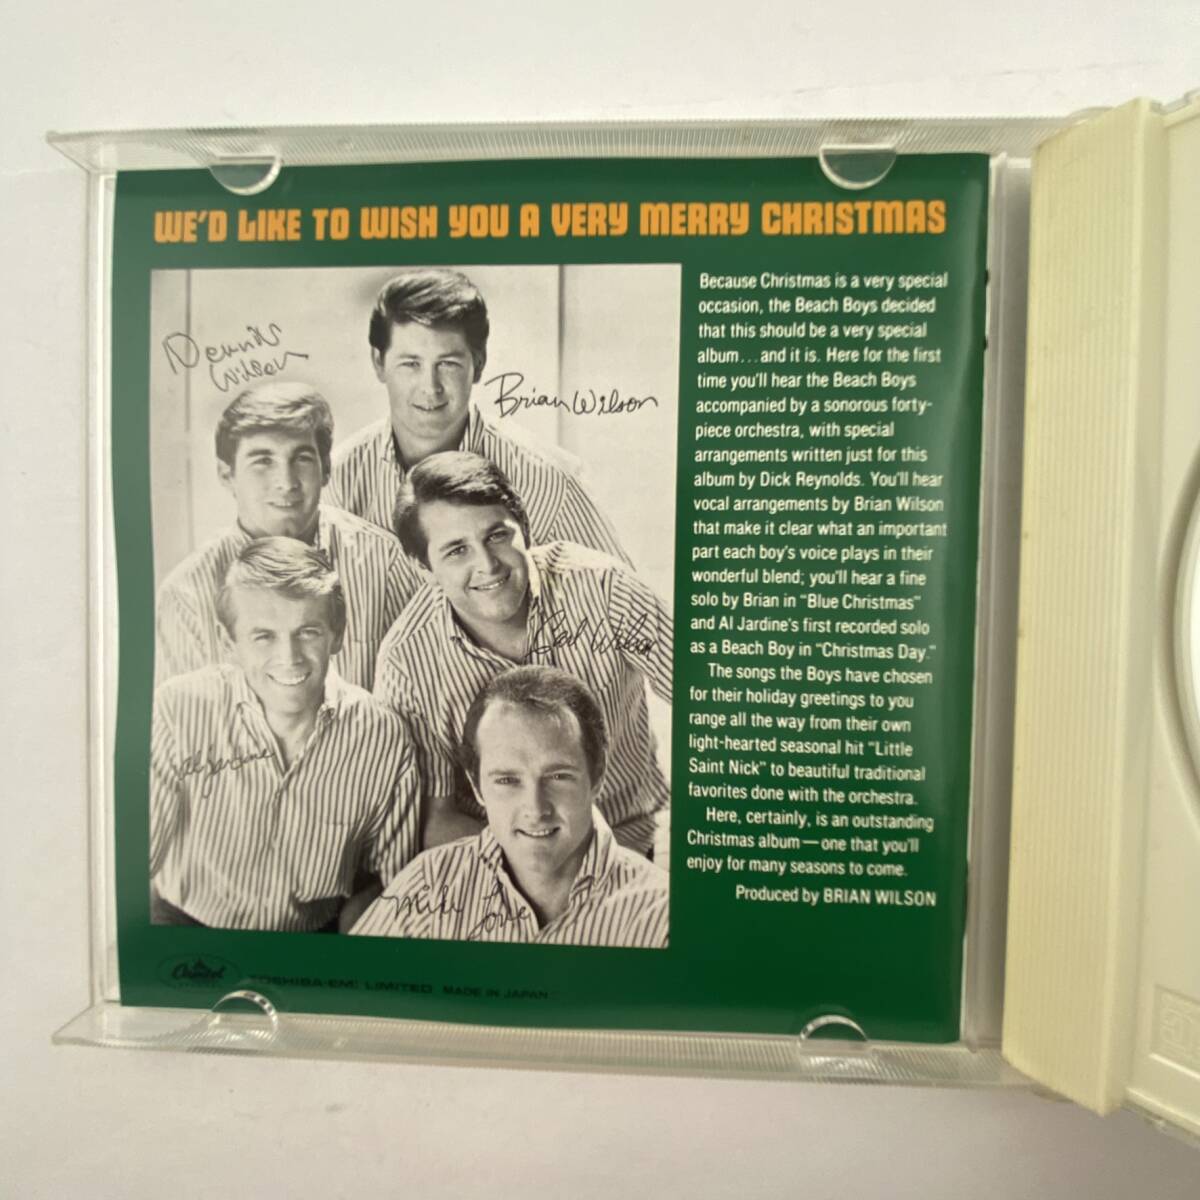 WE'D LIKE TO WISH YOU A VERY MERRY CHRISTMAS
Dennis
Wilson
Brian Wilson
Carl Wilson
Al Jardine
Mike Love
Because Christmas is a very special
occasion, the Beach Boys decided
that this should be a very special
album...and it is. Here for the first
time you'll hear the Beach Boys
accompanied by a sonorous forty-
piece orchestra, with special
arrangements written just for this
album by Dick Reynolds. You'll hear
vocal arrangements by Brian Wilson
that make it clear what an important
part each boy's voice plays in their
wonderful blend; you'll hear a fine
solo by Brian in "Blue Christmas"
and Al Jardine's first recorded solo
as a Beach Boy in "Christmas Day."
The songs the Boys have chosen
for their holiday greetings to you
range all the way from their own
light-hearted seasonal hit "Little
Saint Nick" to beautiful traditional
favorites done with the orchestra.
Here, certainly, is an outstanding
Christmas album — one that you'll
enjoy for many seasons to come.
Produced by BRIAN WILSON
Capitol
TOSHIBA-EMI LIMITED MADE IN JAPAN